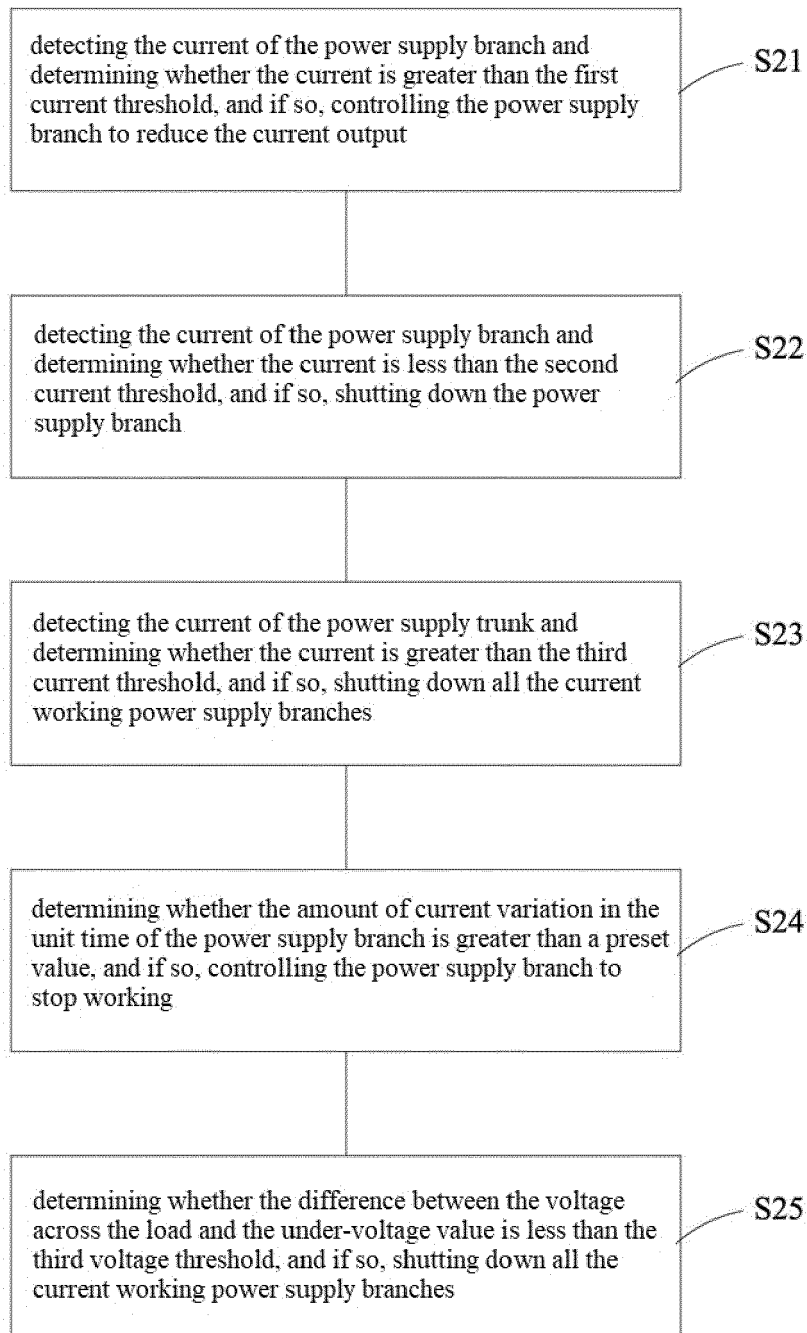 detecting the current of the power supply branch and
determining whether the current is greater than the first
current threshold, and if so, controlling the power supply
branch to reduce the current output
S21
detecting the current of the power supply branch and
determining whether the current is less than the second
current threshold, and if so, shutting down the power
supply branch
S22
detecting the current of the power supply trunk and
determining whether the current is greater than the third
current threshold, and if so, shutting down all the current
working power supply branches
S23
determining whether the amount of current variation in the
unit time of the power supply branch is greater than a preset
value, and if so, controlling the power supply branch to
stop working
S24
determining whether the difference between the voltage
across the load and the under-voltage value is less than the
third voltage threshold, and if so, shutting down all the
current working power supply branches
S25